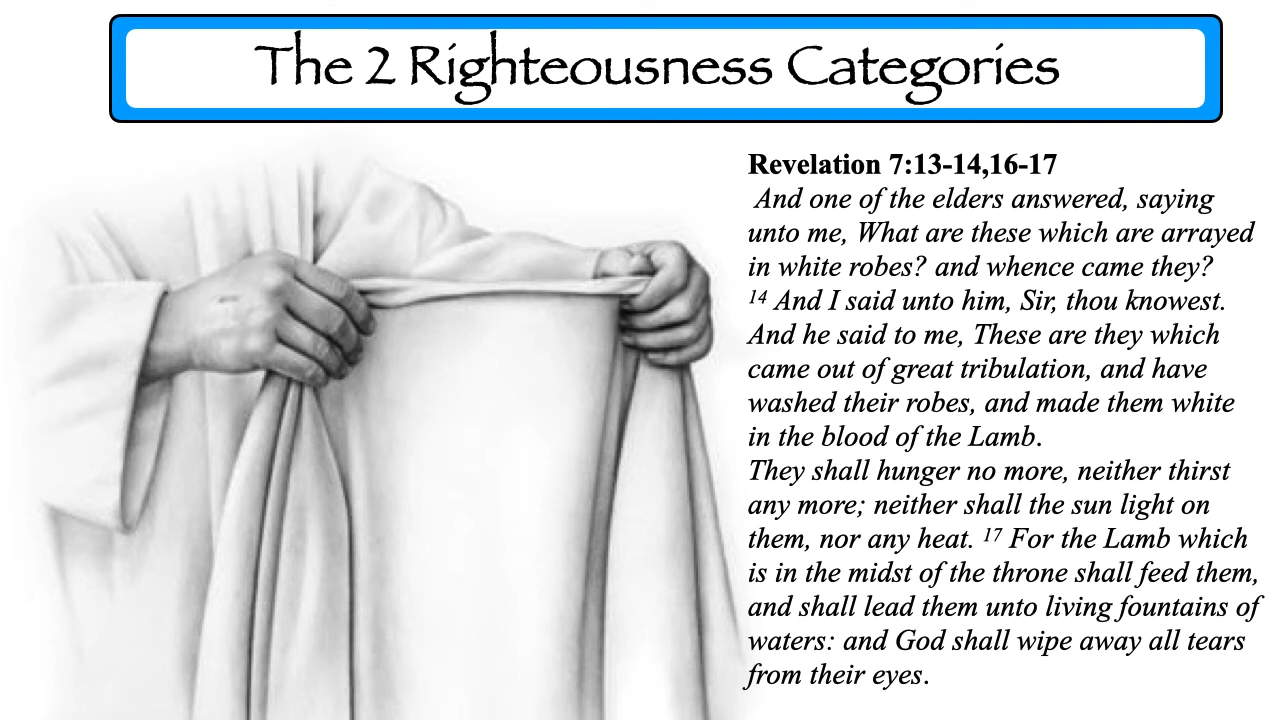 The 2 Righteousness Categories
Revelation 7:13-14,16-17
And one of the elders answered, saying
unto me, What are these which are arrayed
in white robes? and whence came they?
14 And I said unto him, Sir, thou knowest.
And he said to me, These are they which
came out of great tribulation, and have
washed their robes, and made them white
in the blood of the Lamb.
They shall hunger no more, neither thirst
any more; neither shall the sun light on
them, nor any heat. 17 For the Lamb which
is in the midst of the throne shall feed them,
and shall lead them unto living fountains of
waters: and God shall wipe away all tears
from their eyes.